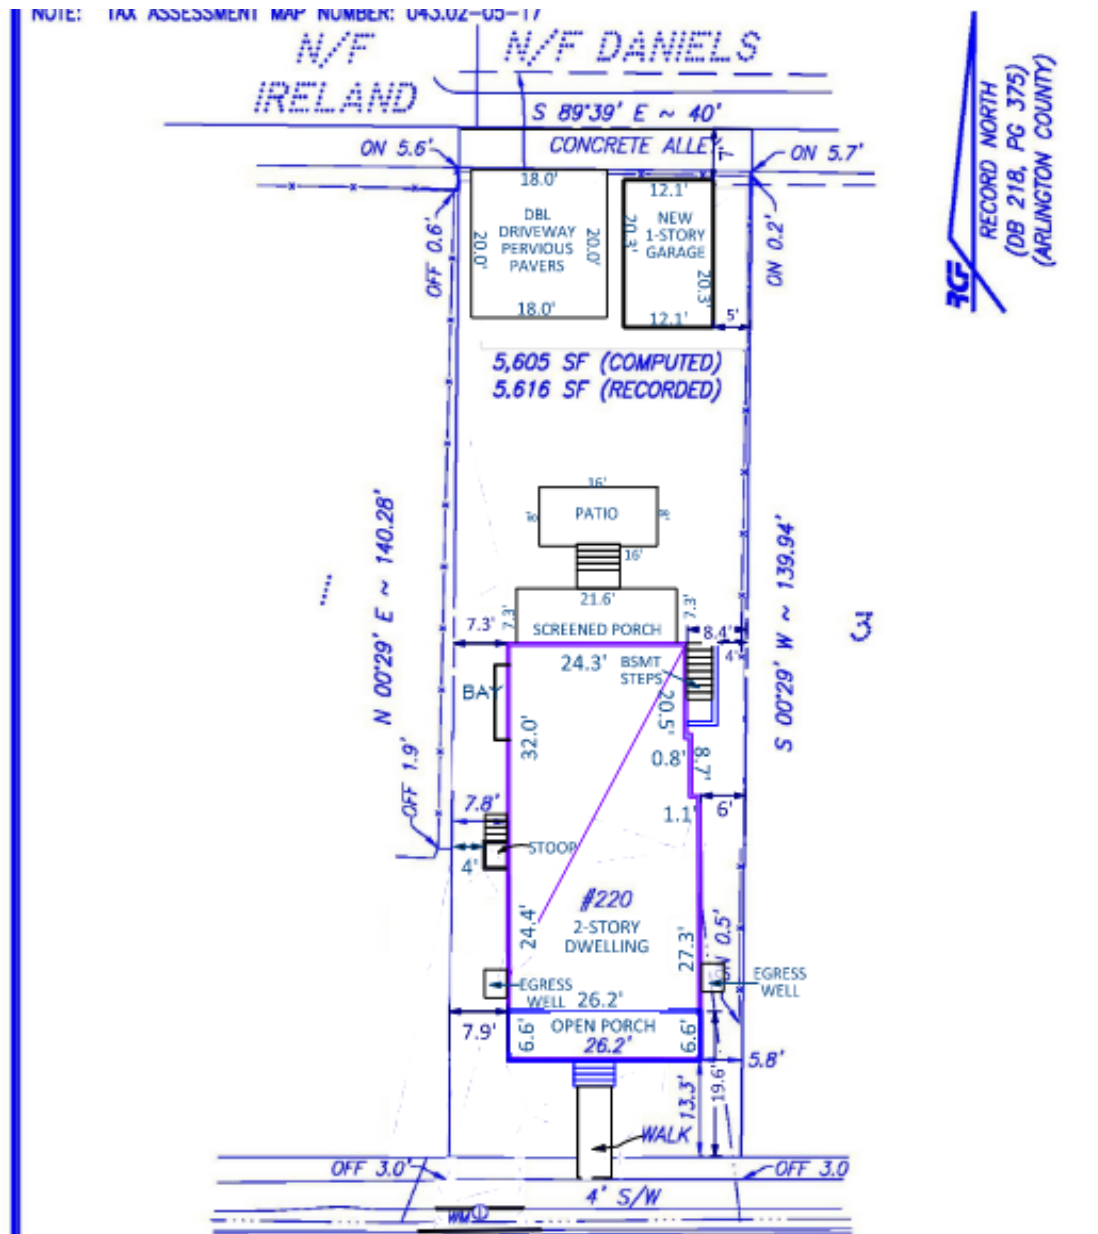 NOTE: TAX ASSESSMENT MAP NUMBER: 043.02-05-17
N/F
IRELAND
N/F DANIELS
S 89°39' E ~ 40'
CONCRETE ALLEY
7'
ON 5.6'
ON 5.7'
RECORD NORTH
(DB 218, PG 375)
(ARLINGTON COUNTY)
RCF
OFF 0.6'
18.0'
DBL
DRIVEWAY
PERVIOUS
PAVERS
20.0'
20.0'
18.0'
12.1'
NEW
1-STORY
GARAGE
20.3'
20.3'
12.1'
5'
ON 0.2'
5,605 SF (COMPUTED)
5,616 SF (RECORDED)
16'
PATIO
8'
8'
16'
N 00°29' E ~ 140.28'
S 00°29' W ~ 139.94'
3
21.6'
7.3'
7.3'
SCREENED PORCH
7.3'
8.4'
4'
24.3'
BSMT
STEPS
BAY
32.0'
20.5'
0.8'
8.7'
1.1'
6'
OFF 1.9'
7.8'
STOOP
4'
#220
2-STORY
DWELLING
24.4'
27.3'
ON 0.5'
EGRESS
WELL
EGRESS
WELL
26.2'
OPEN PORCH
26.2'
6.6'
6.6'
7.9'
5.8'
13.3'
19.6'
WALK
OFF 3.0'
OFF 3.0
4' S/W
WM